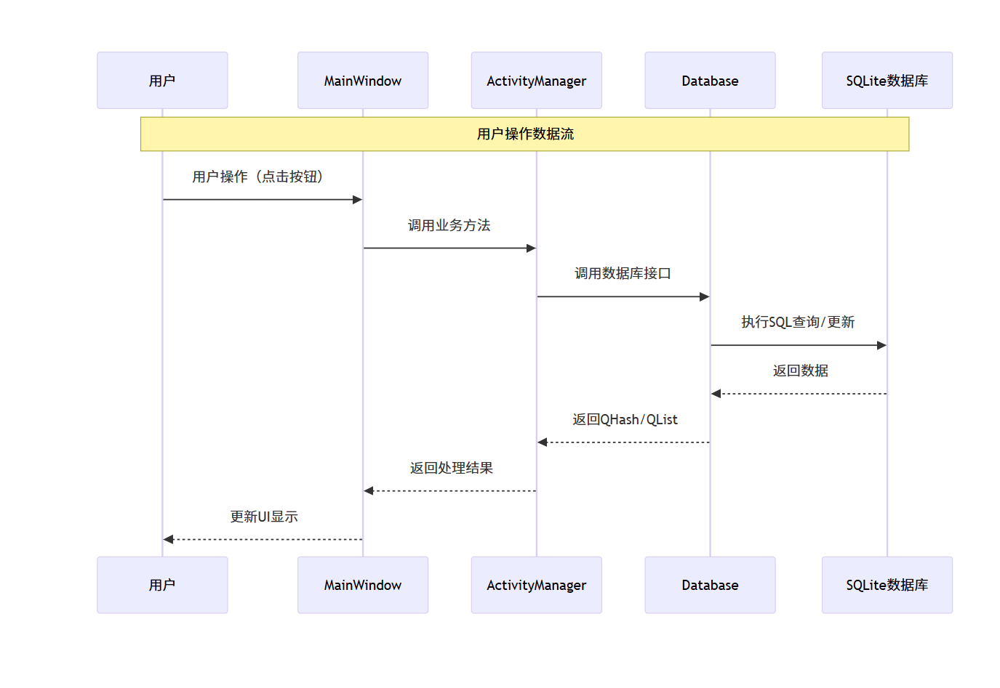 用户
MainWindow
ActivityManager
Database
SQLite数据库
用户操作数据流
用户操作（点击按钮）
调用业务方法
调用数据库接口
执行SQL查询/更新
返回数据
返回QHash/QList
返回处理结果
更新UI显示
用户
MainWindow
ActivityManager
Database
SQLite数据库